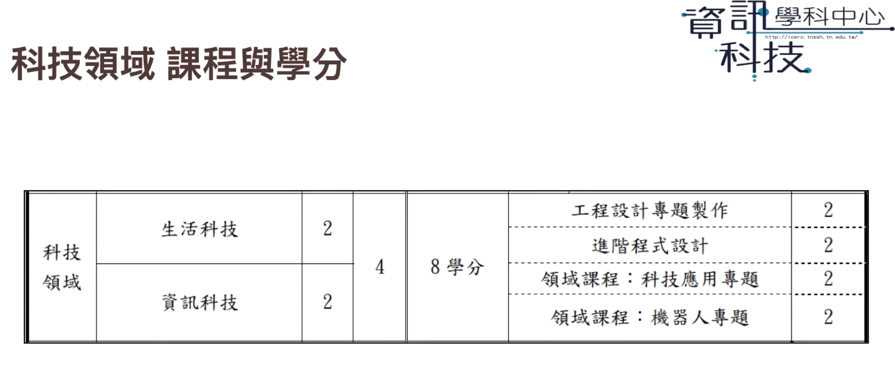 資訊
科技
學科中心
http://icerc.tnssh.tn.edu.tw/
科技領域 課程與學分
科技
領域
生活科技
2
資訊科技
2
4
8 學分
工程設計專題製作
2
進階程式設計
2
領域課程：科技應用專題
2
領域課程：機器人專題
2